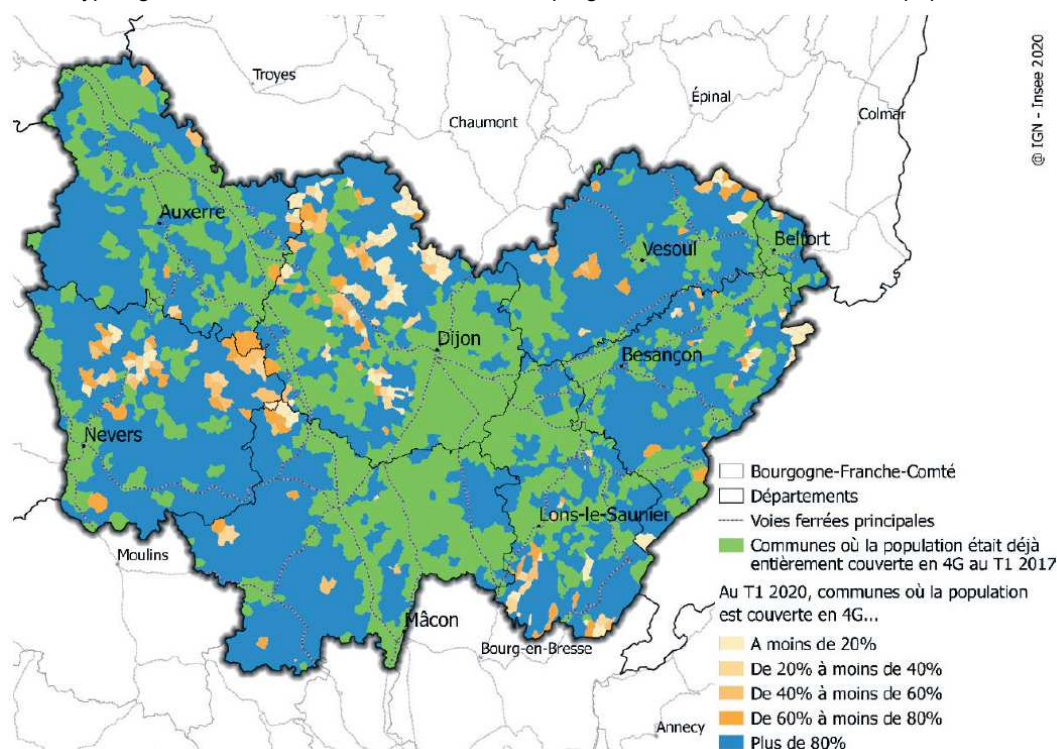 Troyes
Épinal
Colmar
Chaumont
@ IGN - Insee 2020
Auxerre
Vesoul
Belfort
Dijon
Besançon
Nevers
Lons-le-Saunier
Moulins
Mâcon
Bourg-en-Bresse
Annecy
Bourgogne-Franche-Comté
Départements
Voies ferrées principales
Communes où la population était déjà
entièrement couverte en 4G au T1 2017
Au T1 2020, communes où la population
est couverte en 4G...
A moins de 20%
De 20% à moins de 40%
De 40% à moins de 60%
De 60% à moins de 80%
Plus de 80%